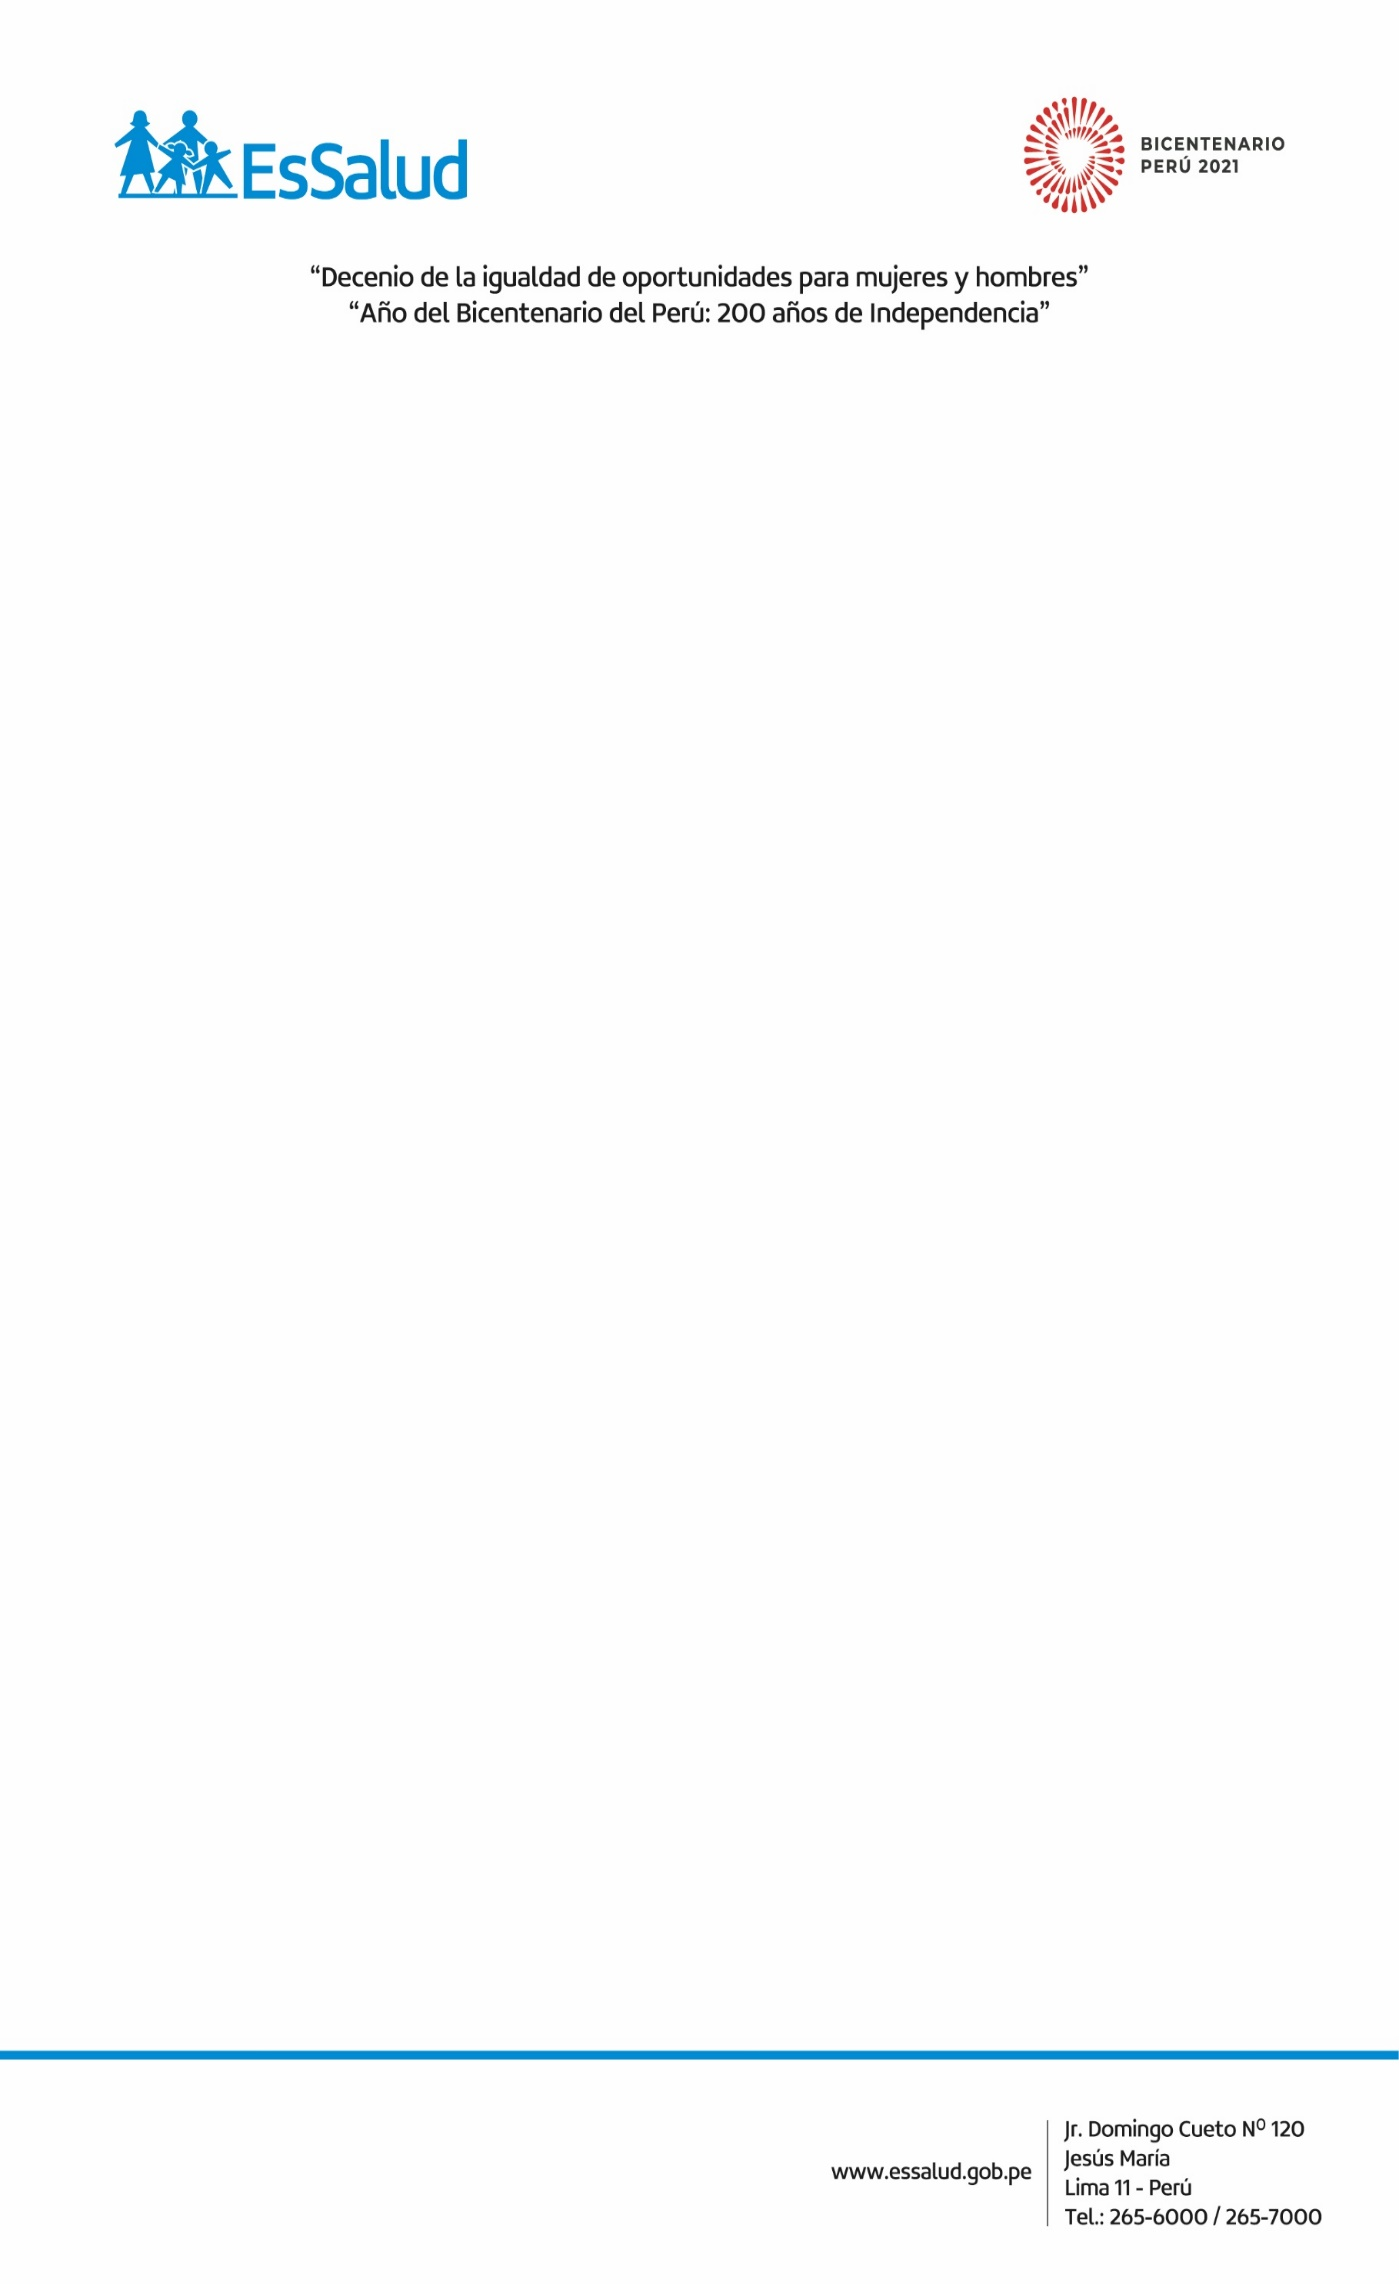 EsSalud
BICENTENARIO
PERÚ 2021
“Decenio de la igualdad de oportunidades para mujeres y hombres”
“Año del Bicentenario del Perú: 200 años de Independencia”
www.essalud.gob.pe
Jr. Domingo Cueto Nº 120
Jesús María
Lima 11 - Perú
Tel.: 265-6000 / 265-7000